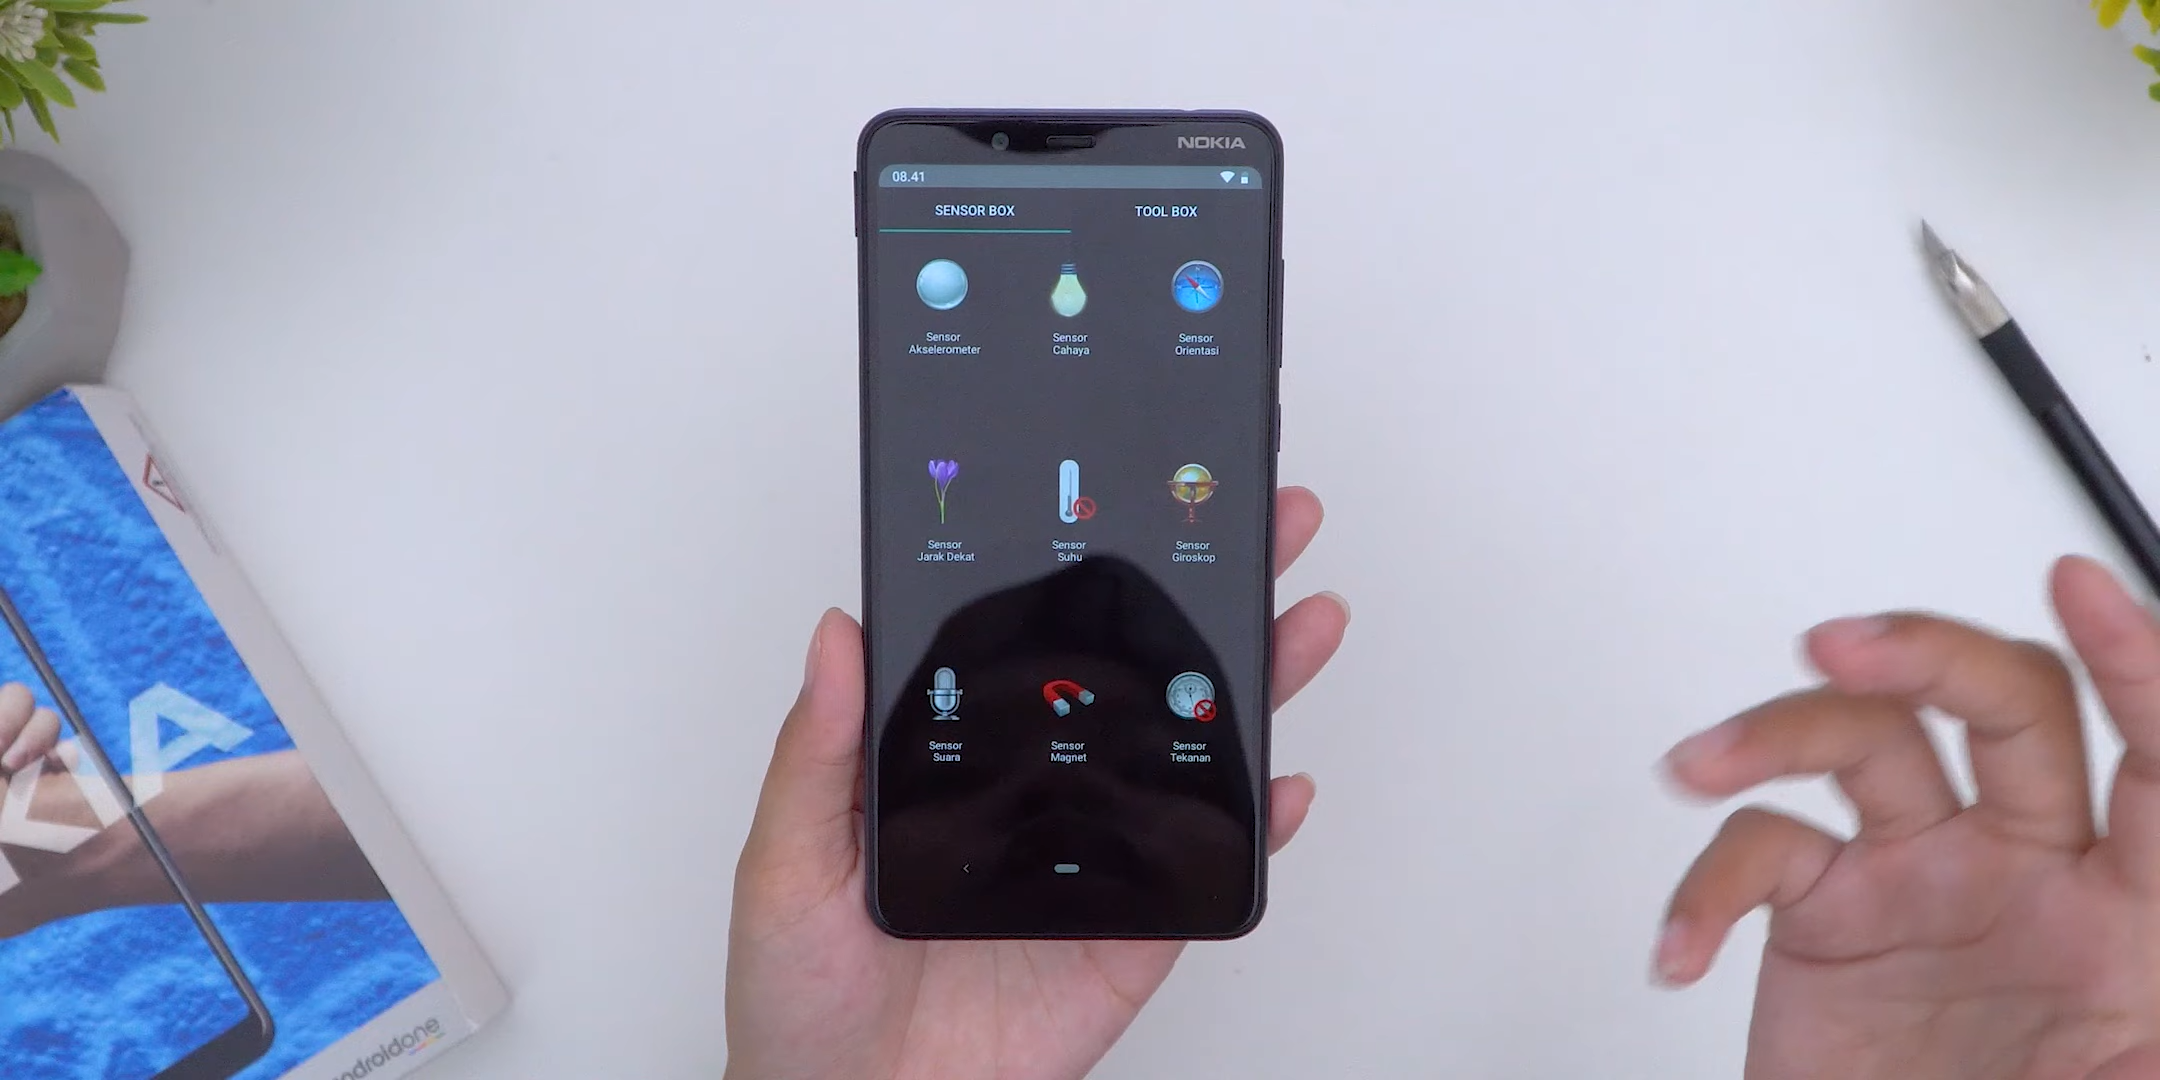 NOKIA
08.41
SENSOR BOX
TOOL BOX
Sensor
Akselerometer
Sensor
Cahaya
Sensor
Orientasi
Sensor
Jarak Dekat
Sensor
Suhu
Sensor
Giroskop
Sensor
Suara
Sensor
Magnet
Sensor
Tekanan
KIA
androidone